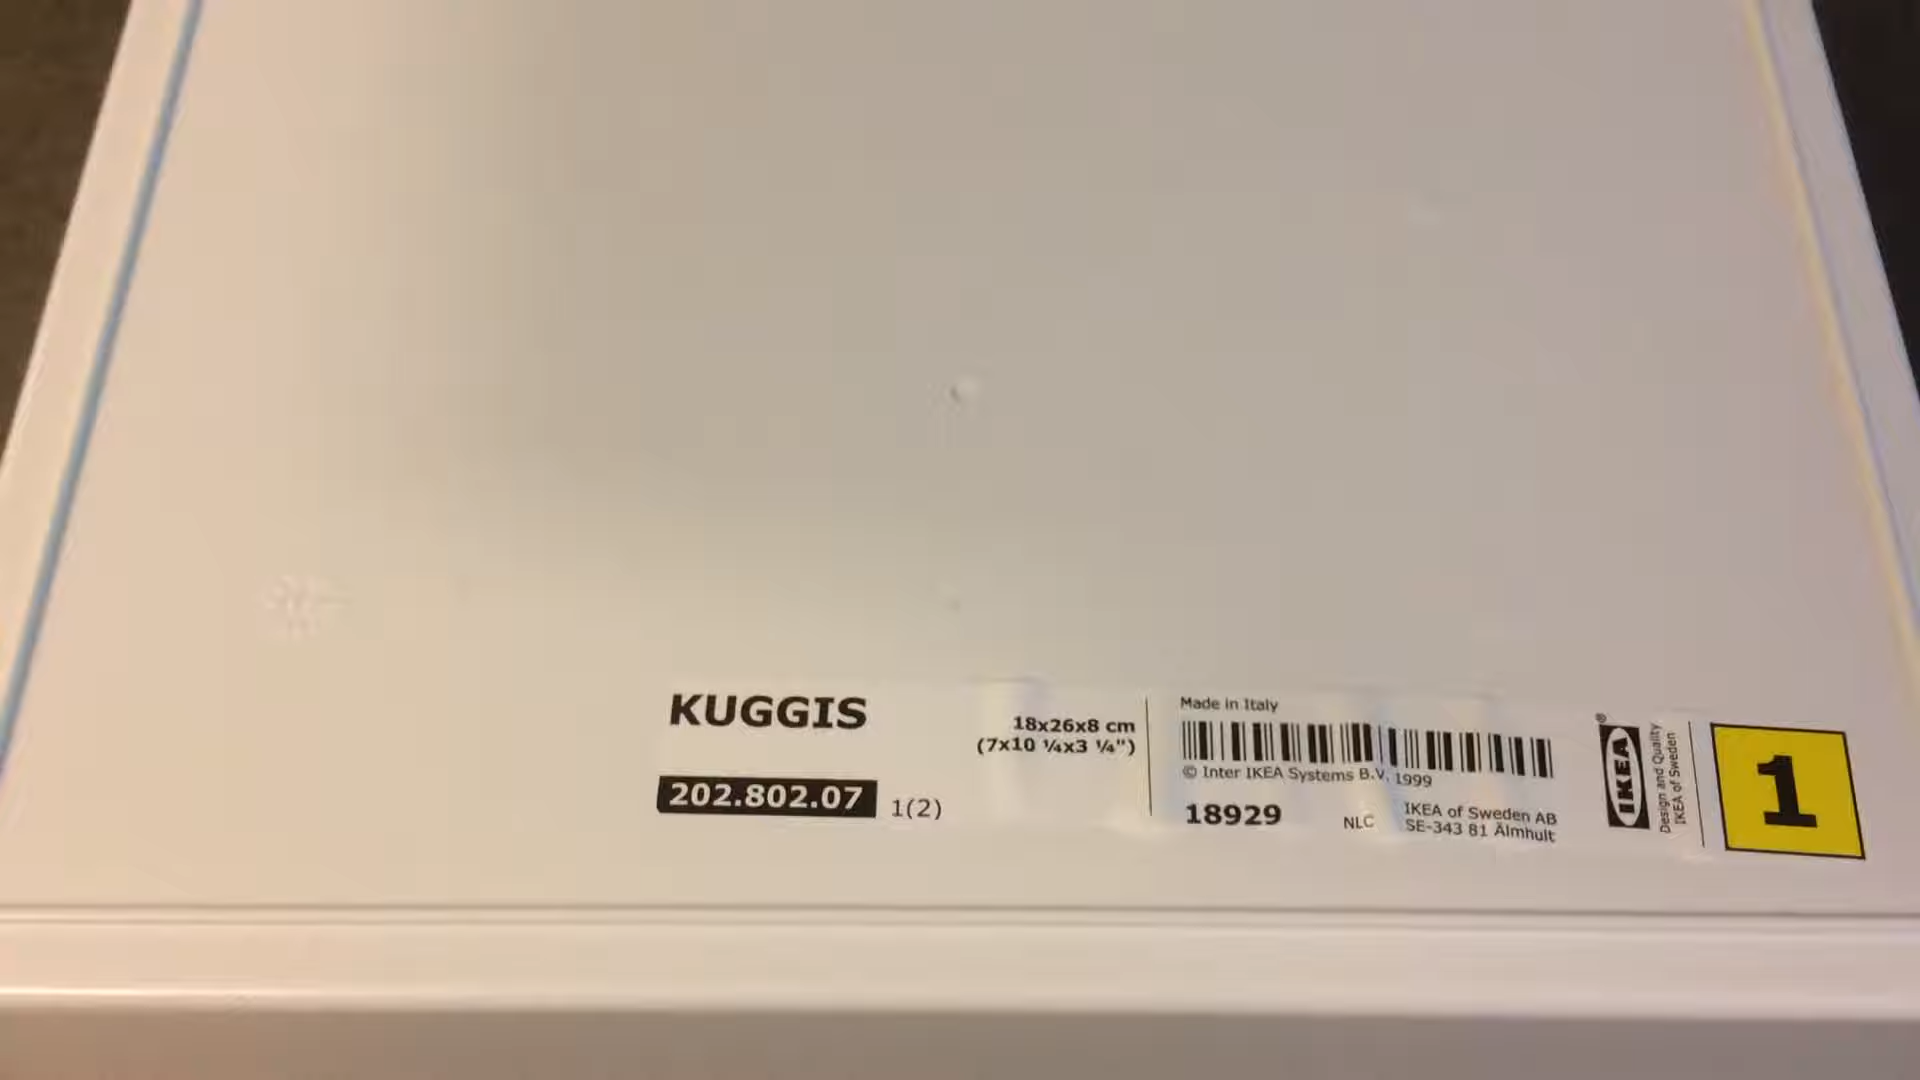 KUGGIS
18x26x8 cm
(7x10 ¼x3 ¼")
202.802.07 1(2)
Made in Italy
© Inter IKEA Systems B.V. 1999
18929
NLC
IKEA of Sweden AB
SE-343 81 Älmhult
IKEA®
Design and Quality
IKEA of Sweden
1